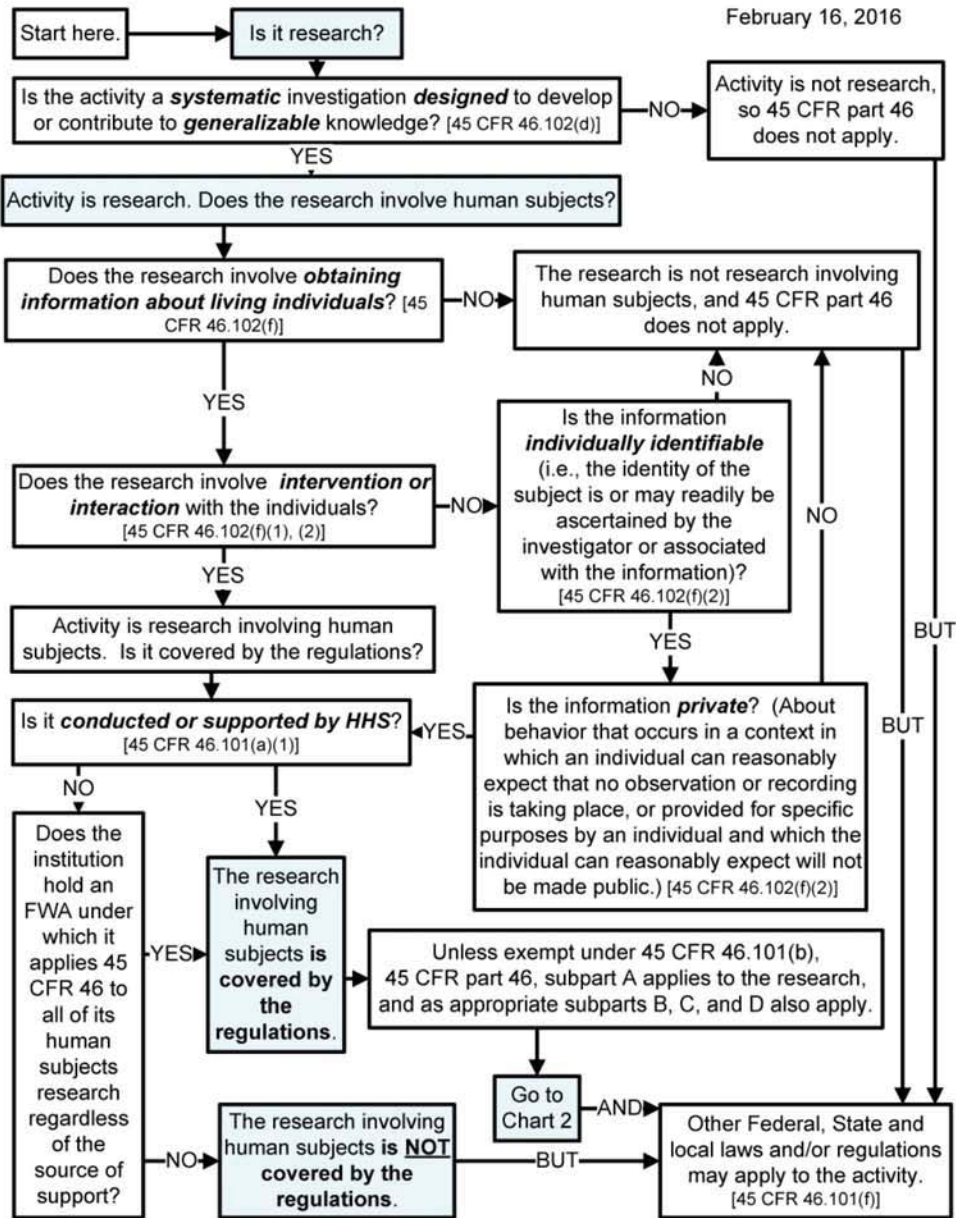 February 16, 2016
Start here.
Is it research?
Is the activity a systematic investigation designed to develop
or contribute to generalizable knowledge? [45 CFR 46.102(d)]
NO
Activity is not research,
so 45 CFR part 46
does not apply.
YES
Activity is research. Does the research involve human subjects?
Does the research involve obtaining
information about living individuals? [45
CFR 46.102(f)]
NO
The research is not research involving
human subjects, and 45 CFR part 46
does not apply.
YES
NO
NO
Does the research involve intervention or
interaction with the individuals?
[45 CFR 46.102(f)(1), (2)]
NO
Is the information
individually identifiable
(i.e., the identity of the
subject is or may readily be
ascertained by the
investigator or associated
with the information)?
[45 CFR 46.102(f)(2)]
YES
YES
BUT
BUT
Activity is research involving human
subjects. Is it covered by the regulations?
Is it conducted or supported by HHS?
[45 CFR 46.101(a)(1)]
YES
Is the information private? (About
behavior that occurs in a context in
which an individual can reasonably
expect that no observation or recording
is taking place, or provided for specific
purposes by an individual and which the
individual can reasonably expect will not
be made public.) [45 CFR 46.102(f)(2)]
NO
YES
Does the
institution
hold an
FWA under
which it
applies 45
CFR 46 to
all of its
human
subjects
research
regardless
of the
source of
support?
YES
The research
involving
human
subjects is
covered by
the
regulations.
Unless exempt under 45 CFR 46.101(b),
45 CFR part 46, subpart A applies to the research,
and as appropriate subparts B, C, and D also apply.
Go to
Chart 2
AND
NO
The research involving
human subjects is NOT
covered by the
regulations.
BUT
Other Federal, State and
local laws and/or regulations
may apply to the activity.
[45 CFR 46.101(f)]